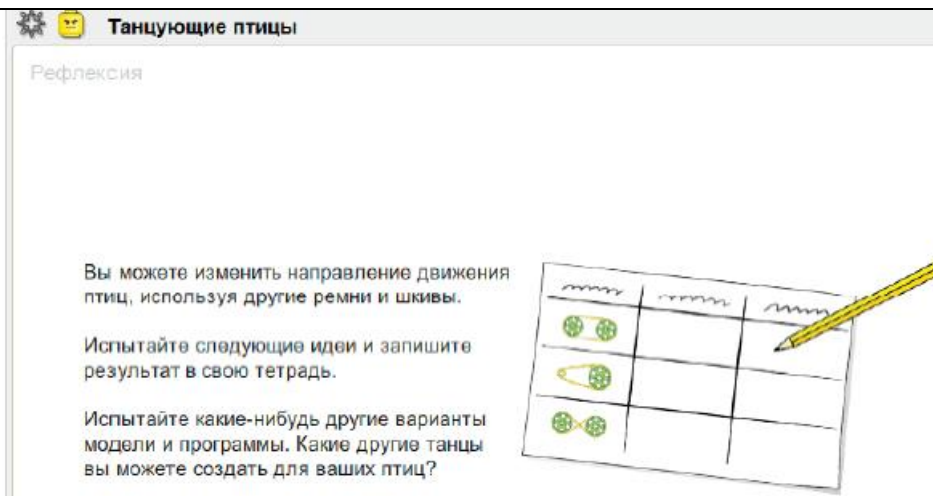 Танцующие птицы
Рефлексия
Вы можете изменить направление движения
птиц, используя другие ремни и шкивы.
Испытайте следующие идеи и запишите
результат в свою тетрадь.
Испытайте какие-нибудь другие варианты
модели и программы. Какие другие танцы
вы можете создать для ваших птиц?